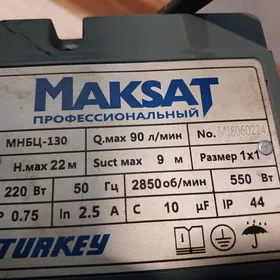 MAKSAT
ПРОФЕССИОНАЛЬНЫЙ
МНБЦ-130 Q.max 90 л/мин No. M18060224
H.max 22 м Suct max 9 м Размер 1x1
220 Вт 50 Гц 2850 об/мин 550 Вт
P 0.75 In 2.5 A C 10 µF IP 44
TURKEY